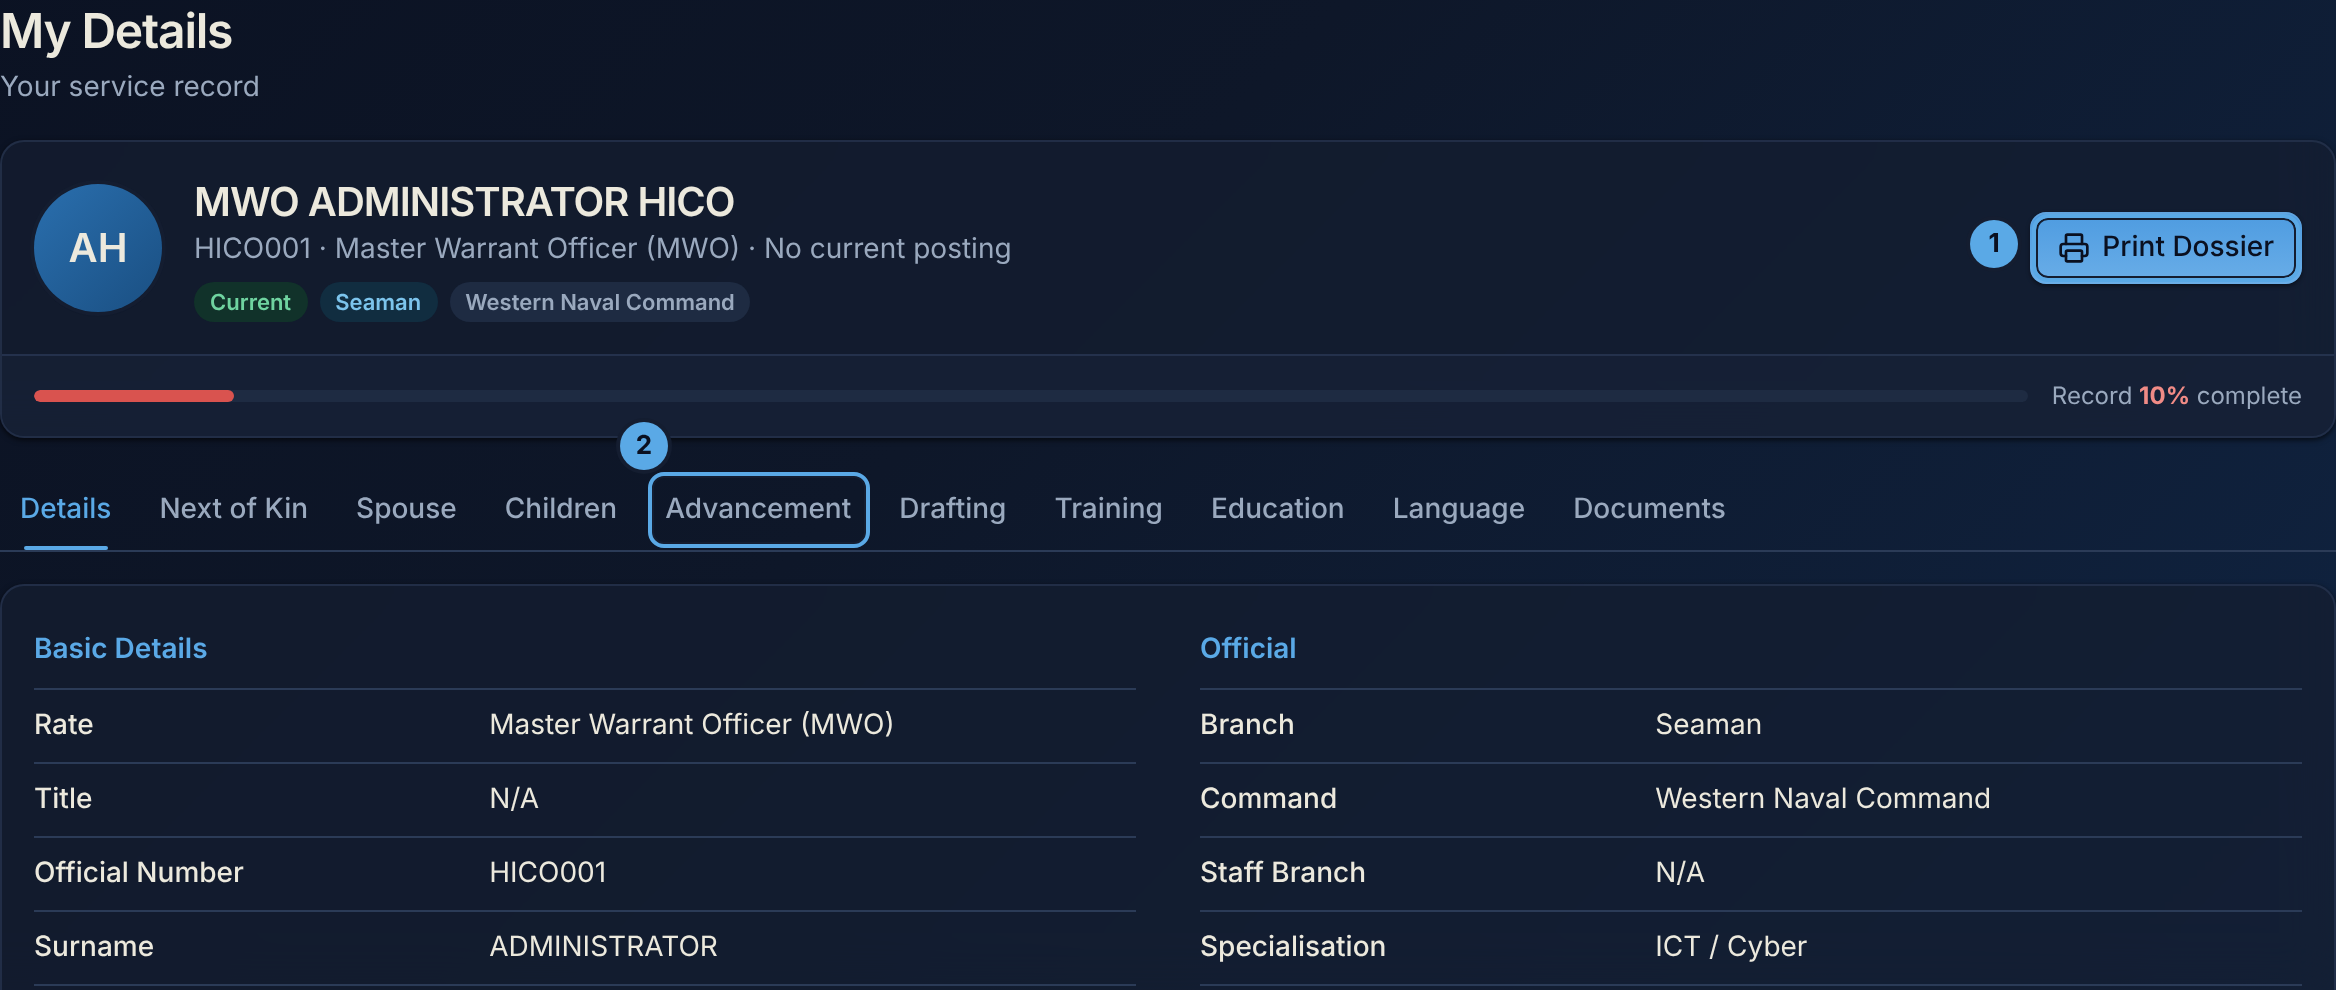 My Details
Your service record
AH
MWO ADMINISTRATOR HICO
HICO001 · Master Warrant Officer (MWO) · No current posting
Current Seaman Western Naval Command
1 Print Dossier
Record 10% complete
2
Details Next of Kin Spouse Children Advancement Drafting Training Education Language Documents
Basic Details
Rate Master Warrant Officer (MWO)
Title N/A
Official Number HICO001
Surname ADMINISTRATOR
Official
Branch Seaman
Command Western Naval Command
Staff Branch N/A
Specialisation ICT / Cyber